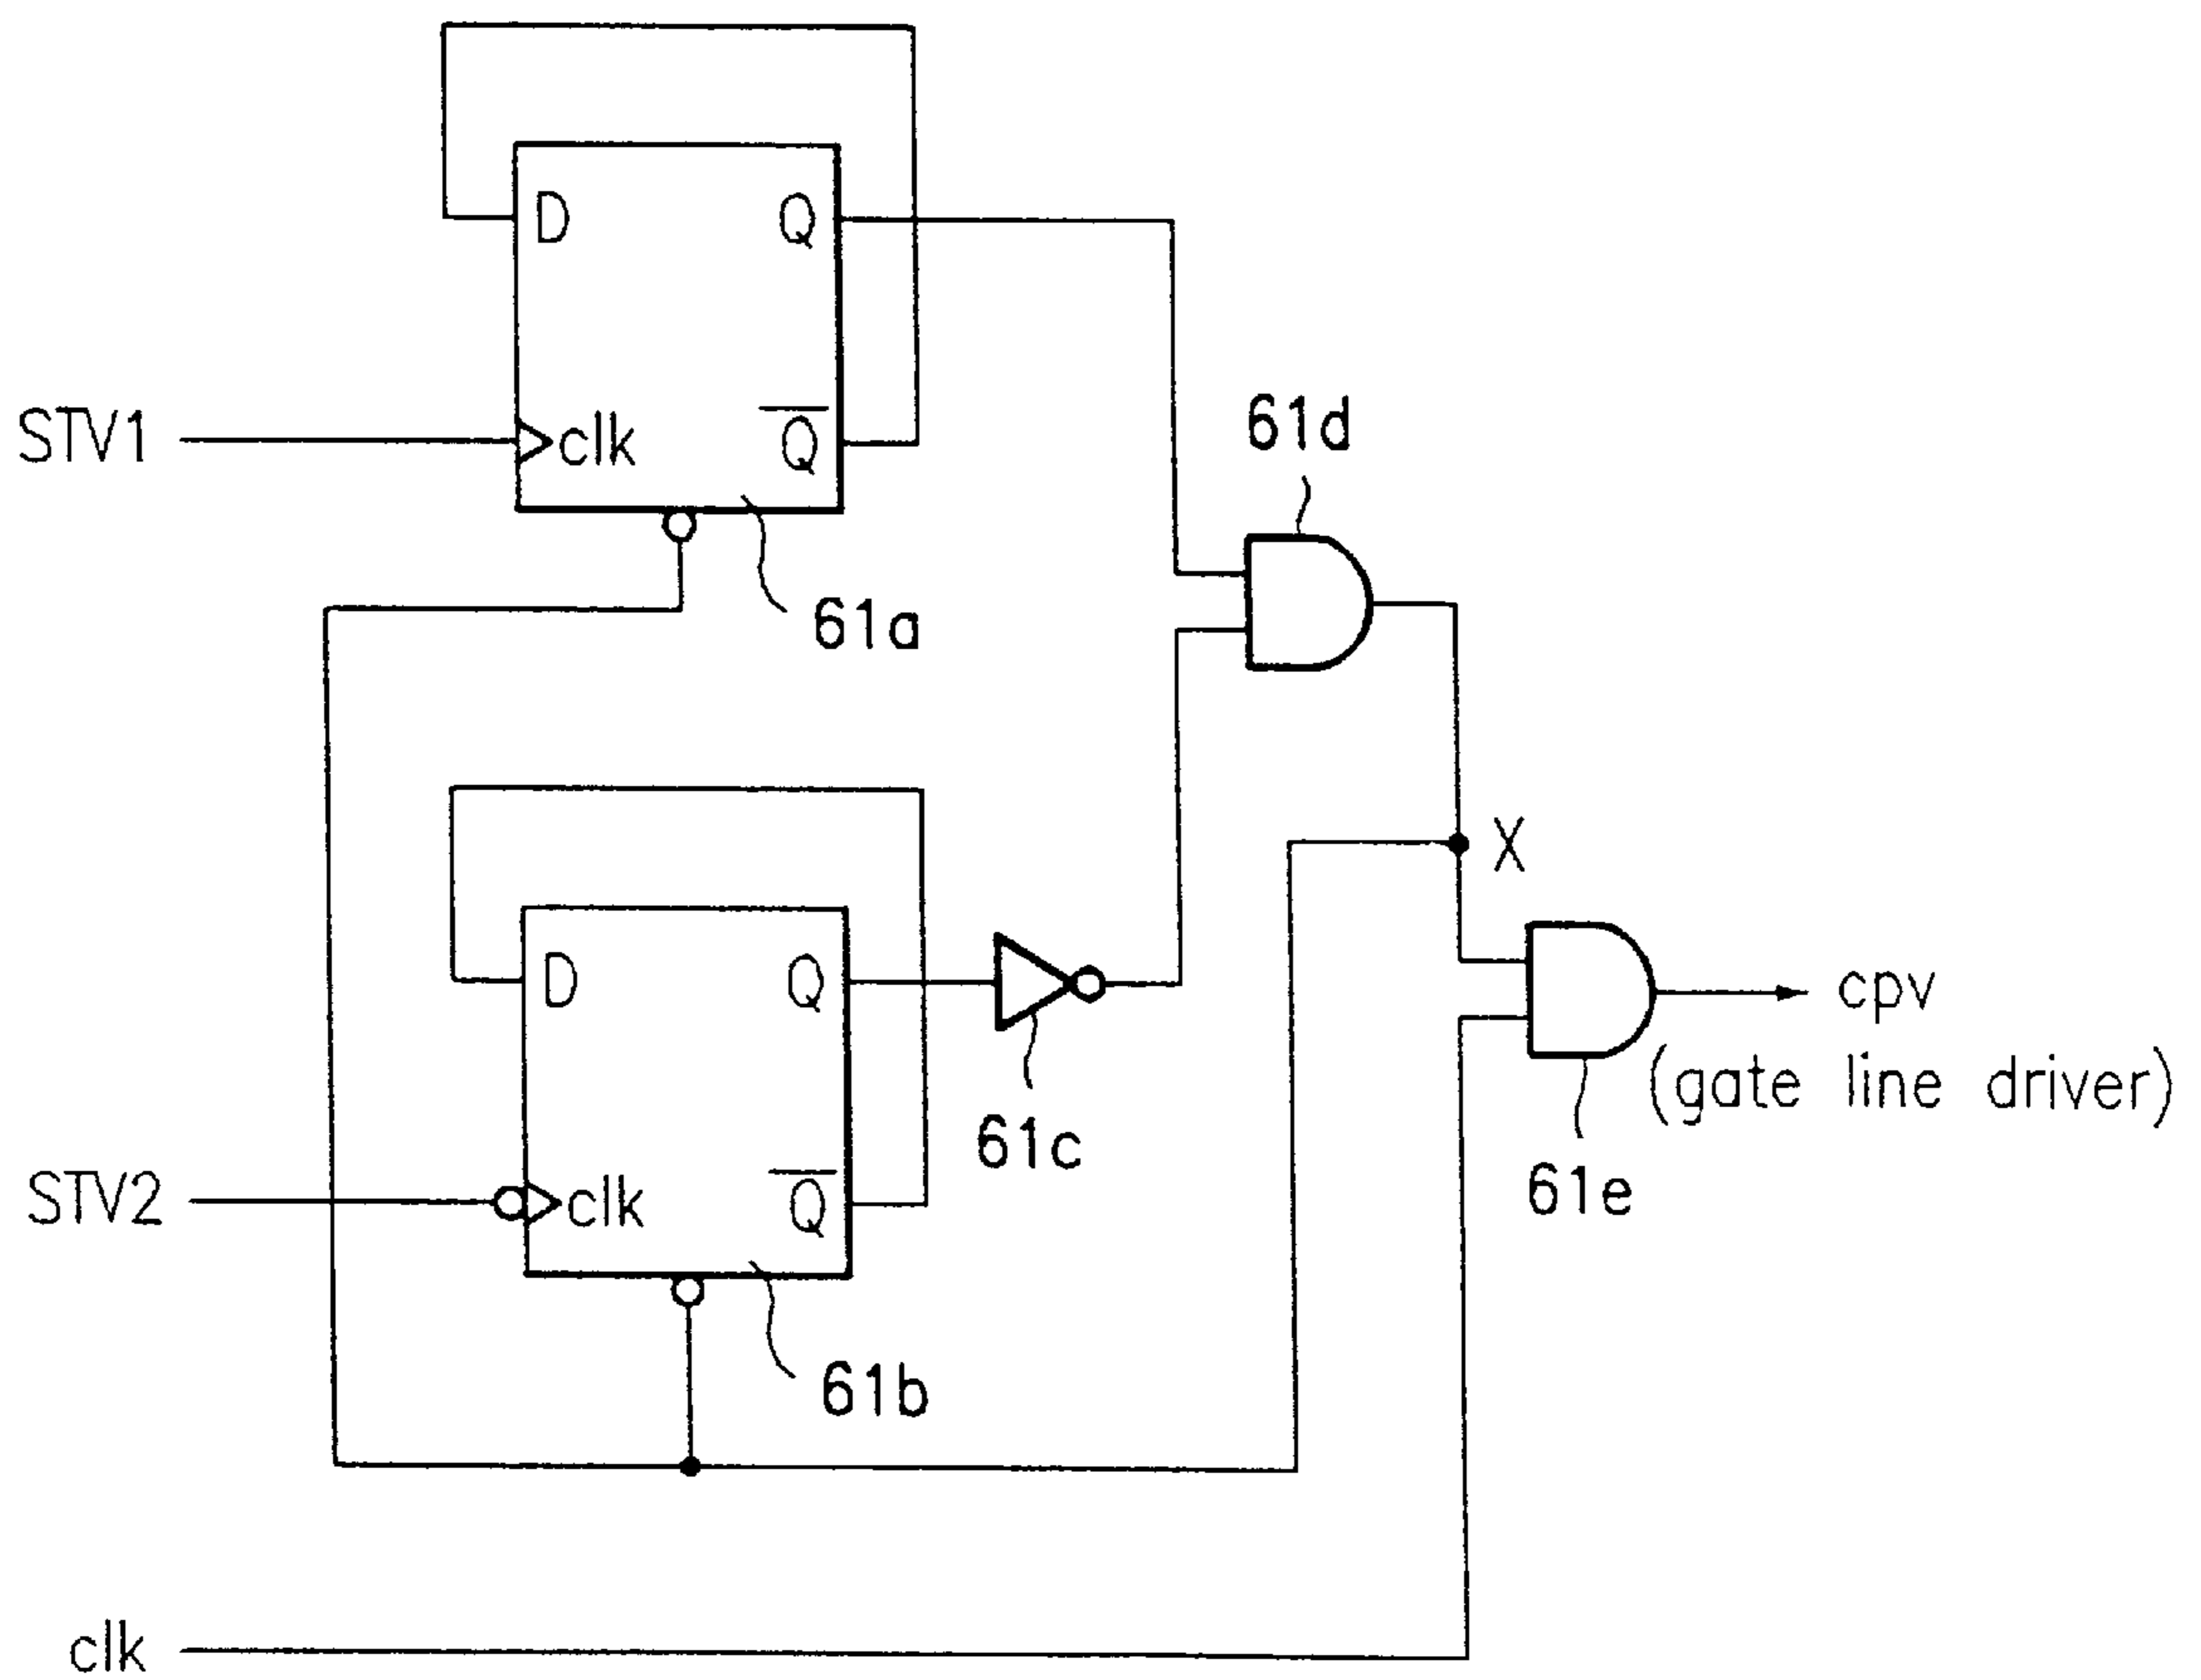 D
Q
STV1
clk
Q
61d
61a
X
D
Q
cpv
(gate line driver)
61c
STV2
clk
Q
61e
61b
clk